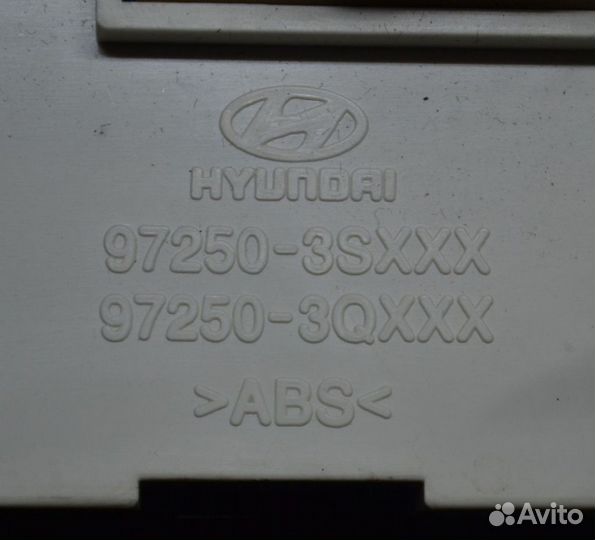 HYUNDAI
97250-3SXXX
97250-3QXXX
>ABS<
Avito